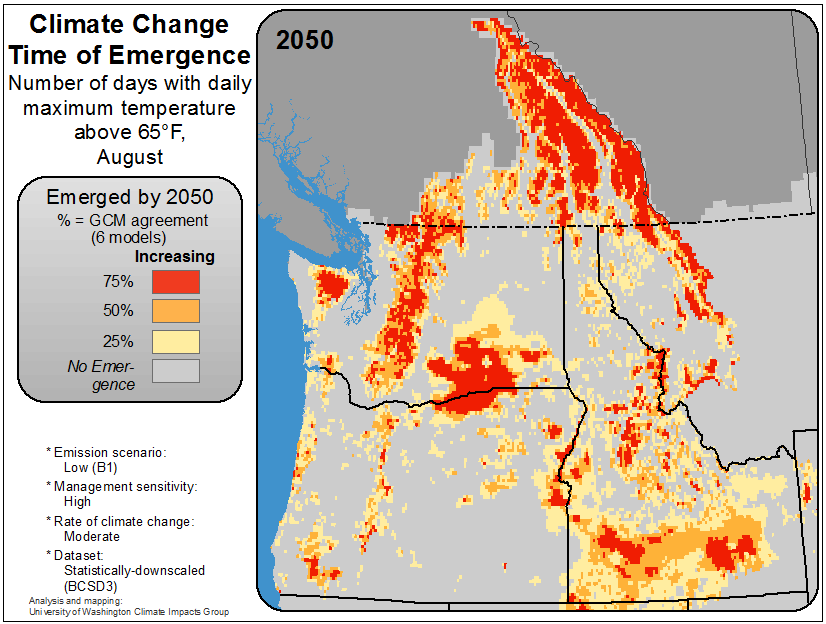 Climate Change
Time of Emergence
Number of days with daily
maximum temperature
above 65°F,
August
Emerged by 2050
% = GCM agreement
(6 models)
Increasing
75%
50%
25%
No Emer-
gence
* Emission scenario:
Low (B1)
* Management sensitivity:
High
* Rate of climate change:
Moderate
* Dataset:
Statistically-downscaled
(BCSD3)
Analysis and mapping:
University of Washington Climate Impacts Group
2050